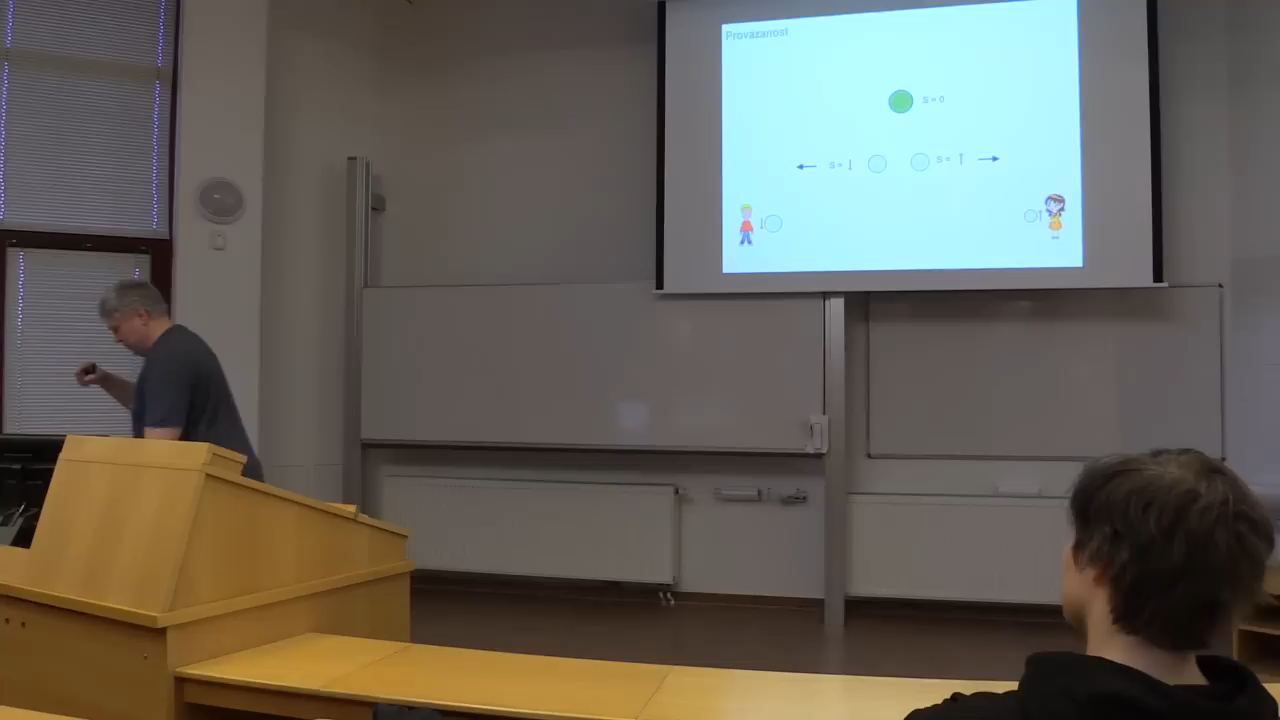 Provázanost
S = 0
← S = ↓ S = ↑ →
↓ ↑